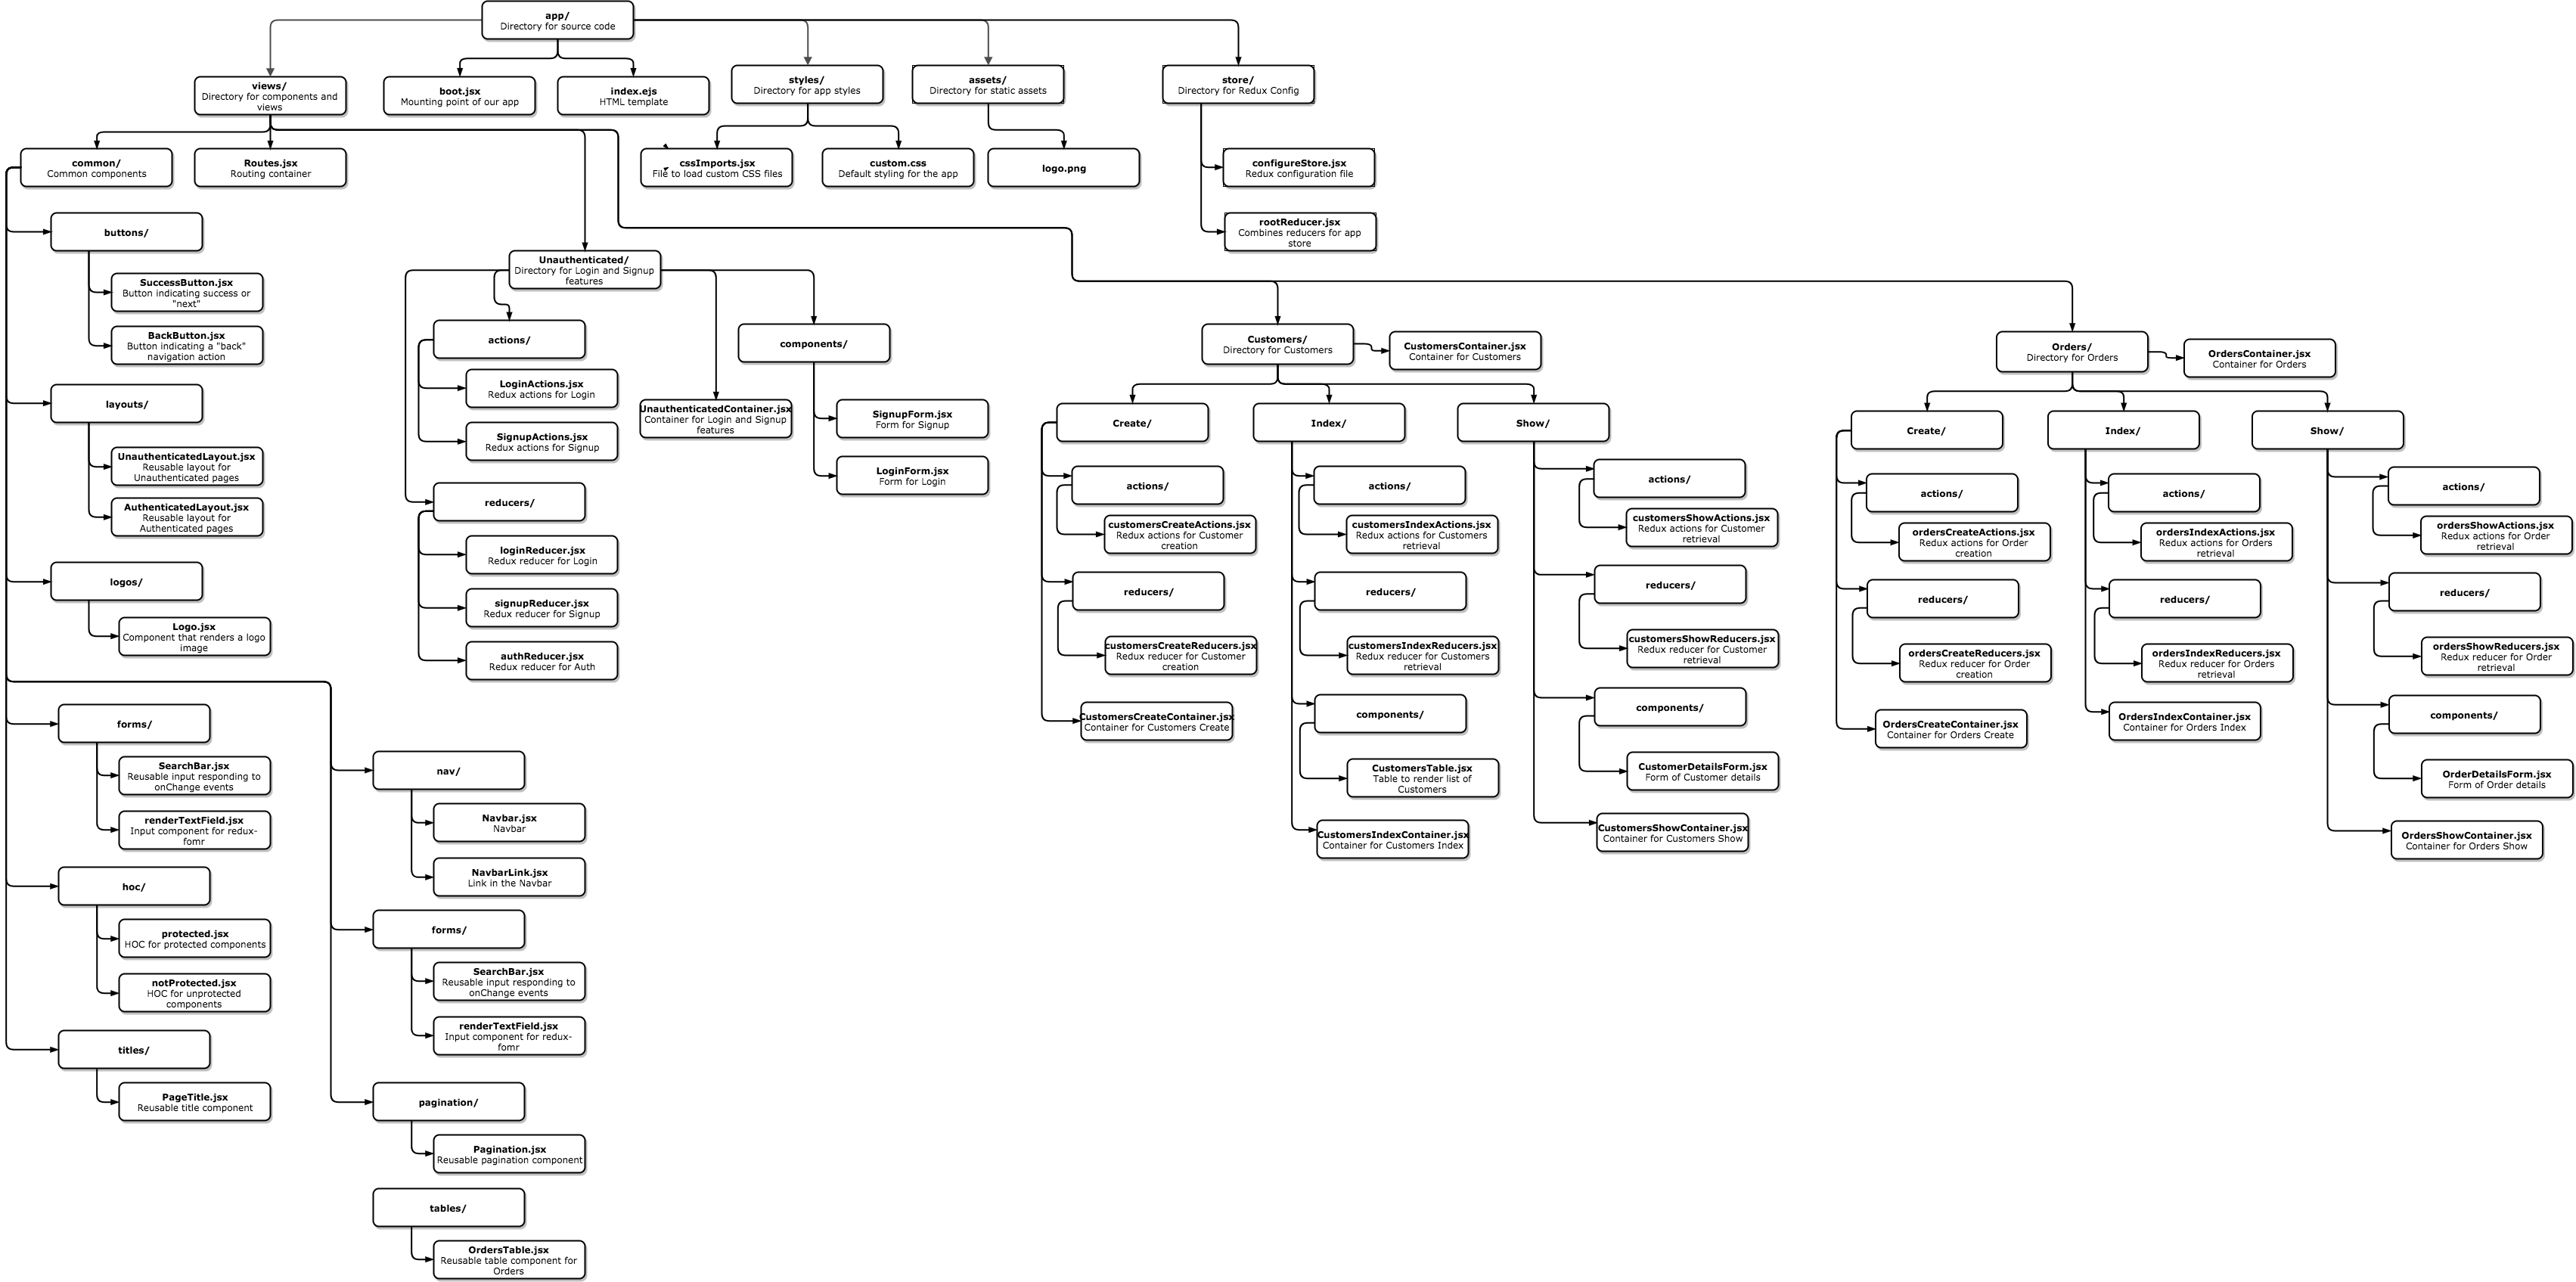 app/
Directory for source code
views/
Directory for components and
views
boot.jsx
Mounting point of our app
index.ejs
HTML template
styles/
Directory for app styles
assets/
Directory for static assets
store/
Directory for Redux Config
common/
Common components
Routes.jsx
Routing container
cssImports.jsx
File to load custom CSS files
custom.css
Default styling for the app
logo.png
configureStore.jsx
Redux configuration file
rootReducer.jsx
Combines reducers for app
store
buttons/
SuccessButton.jsx
Button indicating success or
"next"
BackButton.jsx
Button indicating a "back"
navigation action
layouts/
UnauthenticatedLayout.jsx
Reusable layout for
Unauthenticated pages
AuthenticatedLayout.jsx
Reusable layout for
Authenticated pages
logos/
Logo.jsx
Component that renders a logo
image
forms/
SearchBar.jsx
Reusable input responding to
onChange events
renderTextField.jsx
Input component for redux-
fomr
hoc/
protected.jsx
HOC for protected components
notProtected.jsx
HOC for unprotected
components
titles/
PageTitle.jsx
Reusable title component
nav/
Navbar.jsx
Navbar
NavbarLink.jsx
Link in the Navbar
forms/
SearchBar.jsx
Reusable input responding to
onChange events
renderTextField.jsx
Input component for redux-
fomr
pagination/
Pagination.jsx
Reusable pagination component
tables/
OrdersTable.jsx
Reusable table component for
Orders
Unauthenticated/
Directory for Login and Signup
features
actions/
LoginActions.jsx
Redux actions for Login
SignupActions.jsx
Redux actions for Signup
reducers/
loginReducer.jsx
Redux reducer for Login
signupReducer.jsx
Redux reducer for Signup
authReducer.jsx
Redux reducer for Auth
UnauthenticatedContainer.jsx
Container for Login and Signup
features
components/
SignupForm.jsx
Form for Signup
LoginForm.jsx
Form for Login
Customers/
Directory for Customers
CustomersContainer.jsx
Container for Customers
Create/
actions/
customersCreateActions.jsx
Redux actions for Customer
creation
reducers/
customersCreateReducers.jsx
Redux reducer for Customer
creation
CustomersCreateContainer.jsx
Container for Customers Create
Index/
actions/
customersIndexActions.jsx
Redux actions for Customers
retrieval
reducers/
customersIndexReducers.jsx
Redux reducer for Customers
retrieval
components/
CustomersTable.jsx
Table to render list of
Customers
CustomersIndexContainer.jsx
Container for Customers Index
Show/
actions/
customersShowActions.jsx
Redux actions for Customer
retrieval
reducers/
customersShowReducers.jsx
Redux reducer for Customer
retrieval
components/
CustomerDetailsForm.jsx
Form of Customer details
CustomersShowContainer.jsx
Container for Customers Show
Orders/
Directory for Orders
OrdersContainer.jsx
Container for Orders
Create/
actions/
ordersCreateActions.jsx
Redux actions for Order
creation
reducers/
ordersCreateReducers.jsx
Redux reducer for Order
creation
OrdersCreateContainer.jsx
Container for Orders Create
Index/
actions/
ordersIndexActions.jsx
Redux actions for Orders
retrieval
reducers/
ordersIndexReducers.jsx
Redux reducer for Orders
retrieval
OrdersIndexContainer.jsx
Container for Orders Index
Show/
actions/
ordersShowActions.jsx
Redux actions for Order
retrieval
reducers/
ordersShowReducers.jsx
Redux reducer for Order
retrieval
components/
OrderDetailsForm.jsx
Form of Order details
OrdersShowContainer.jsx
Container for Orders Show